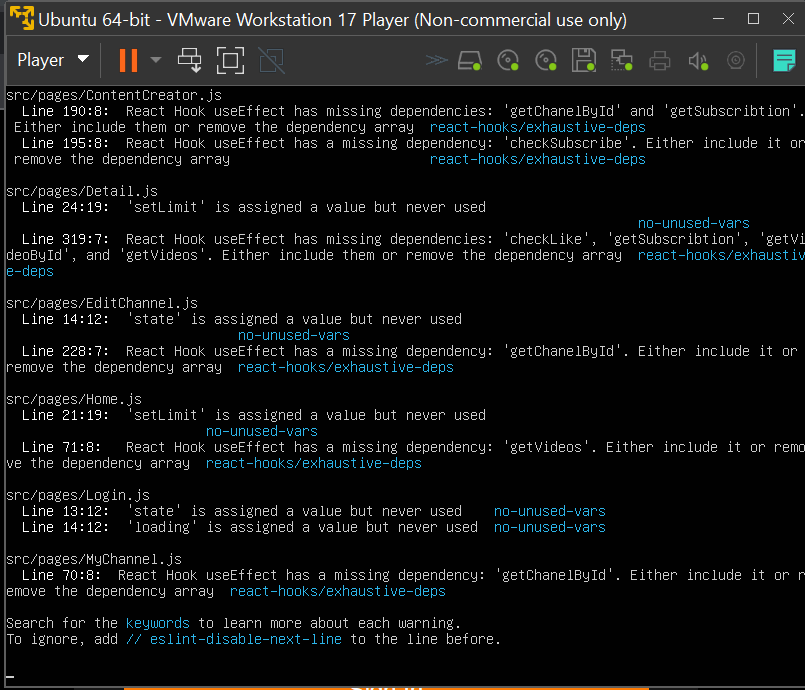 Ubuntu 64-bit - VMware Workstation 17 Player (Non-commercial use only)
Player
src/pages/ContentCreator.js
Line 190:8: React Hook useEffect has missing dependencies: 'getChanelById' and 'getSubscribtion'.
Either include them or remove the dependency array react-hooks/exhaustive-deps
Line 195:8: React Hook useEffect has a missing dependency: 'checkSubscribe'. Either include it or
remove the dependency array react-hooks/exhaustive-deps
src/pages/Detail.js
Line 24:19: 'setLimit' is assigned a value but never used
no-unused-vars
Line 319:7: React Hook useEffect has missing dependencies: 'checkLike', 'getSubscribtion', 'getVi
deoById', and 'getVideos'. Either include them or remove the dependency array react-hooks/exhaustiv
e-deps
src/pages/EditChannel.js
Line 14:12: 'state' is assigned a value but never used
no-unused-vars
Line 228:7: React Hook useEffect has a missing dependency: 'getChanelById'. Either include it or
remove the dependency array react-hooks/exhaustive-deps
src/pages/Home.js
Line 21:19: 'setLimit' is assigned a value but never used
no-unused-vars
Line 71:8: React Hook useEffect has a missing dependency: 'getVideos'. Either include it or remo
ve the dependency array react-hooks/exhaustive-deps
src/pages/Login.js
Line 13:12: 'state' is assigned a value but never used no-unused-vars
Line 14:12: 'loading' is assigned a value but never used no-unused-vars
src/pages/MyChannel.js
Line 70:8: React Hook useEffect has a missing dependency: 'getChanelById'. Either include it or r
emove the dependency array react-hooks/exhaustive-deps
Search for the keywords to learn more about each warning.
To ignore, add // eslint-disable-next-line to the line before.